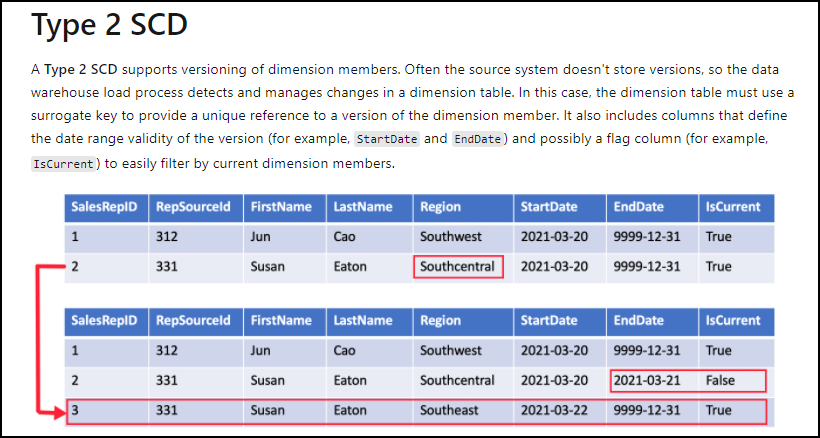 Type 2 SCD
A Type 2 SCD supports versioning of dimension members. Often the source system doesn't store versions, so the data
warehouse load process detects and manages changes in a dimension table. In this case, the dimension table must use a
surrogate key to provide a unique reference to a version of the dimension member. It also includes columns that define
the date range validity of the version (for example, StartDate and EndDate) and possibly a flag column (for example,
IsCurrent) to easily filter by current dimension members.
SalesRepID RepSourceId FirstName LastName Region StartDate EndDate IsCurrent
1 312 Jun Cao Southwest 2021-03-20 9999-12-31 True
2 331 Susan Eaton Southcentral 2021-03-20 9999-12-31 True
SalesRepID RepSourceId FirstName LastName Region StartDate EndDate IsCurrent
1 312 Jun Cao Southwest 2021-03-20 9999-12-31 True
2 331 Susan Eaton Southcentral 2021-03-20 2021-03-21 False
3 331 Susan Eaton Southeast 2021-03-22 9999-12-31 True